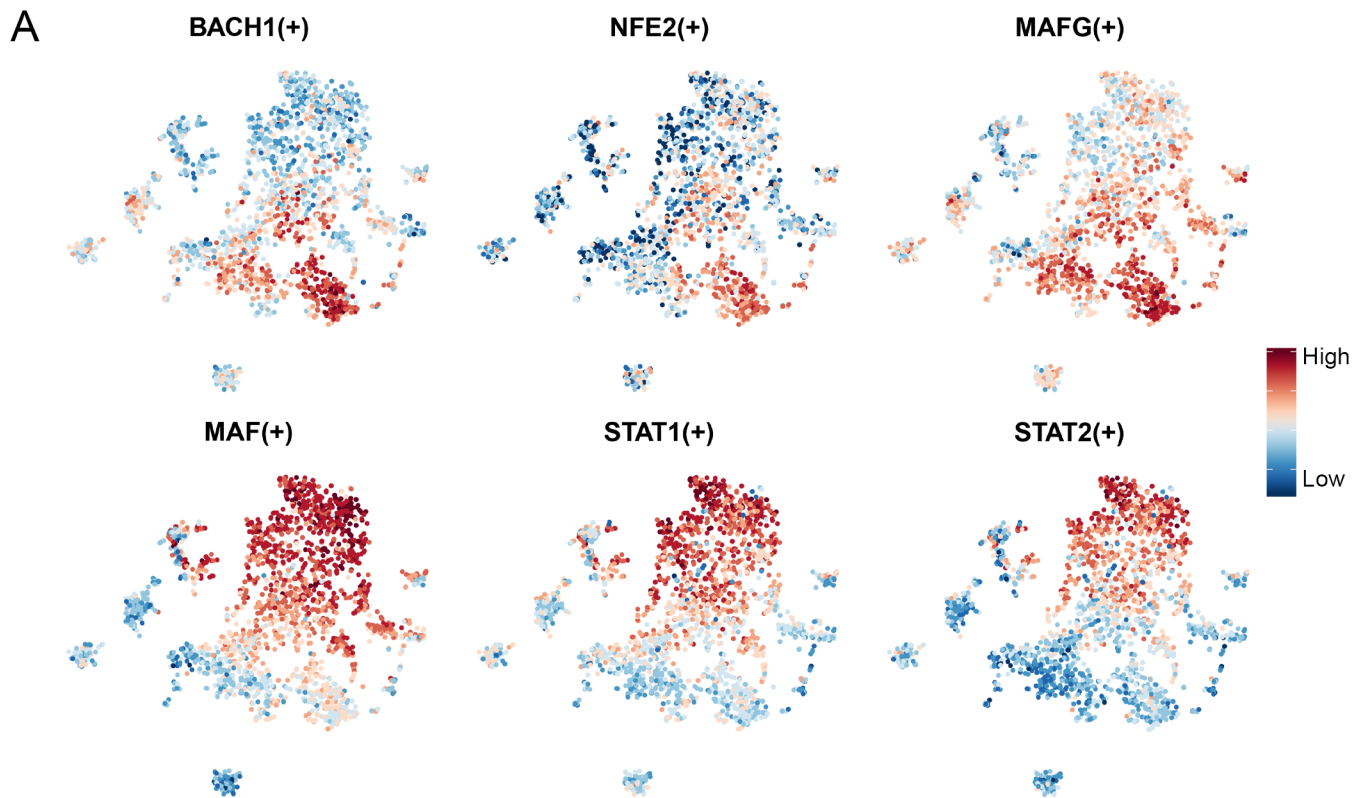 A
BACH1(+)
NFE2(+)
MAFG(+)
High
Low
MAF(+)
STAT1(+)
STAT2(+)